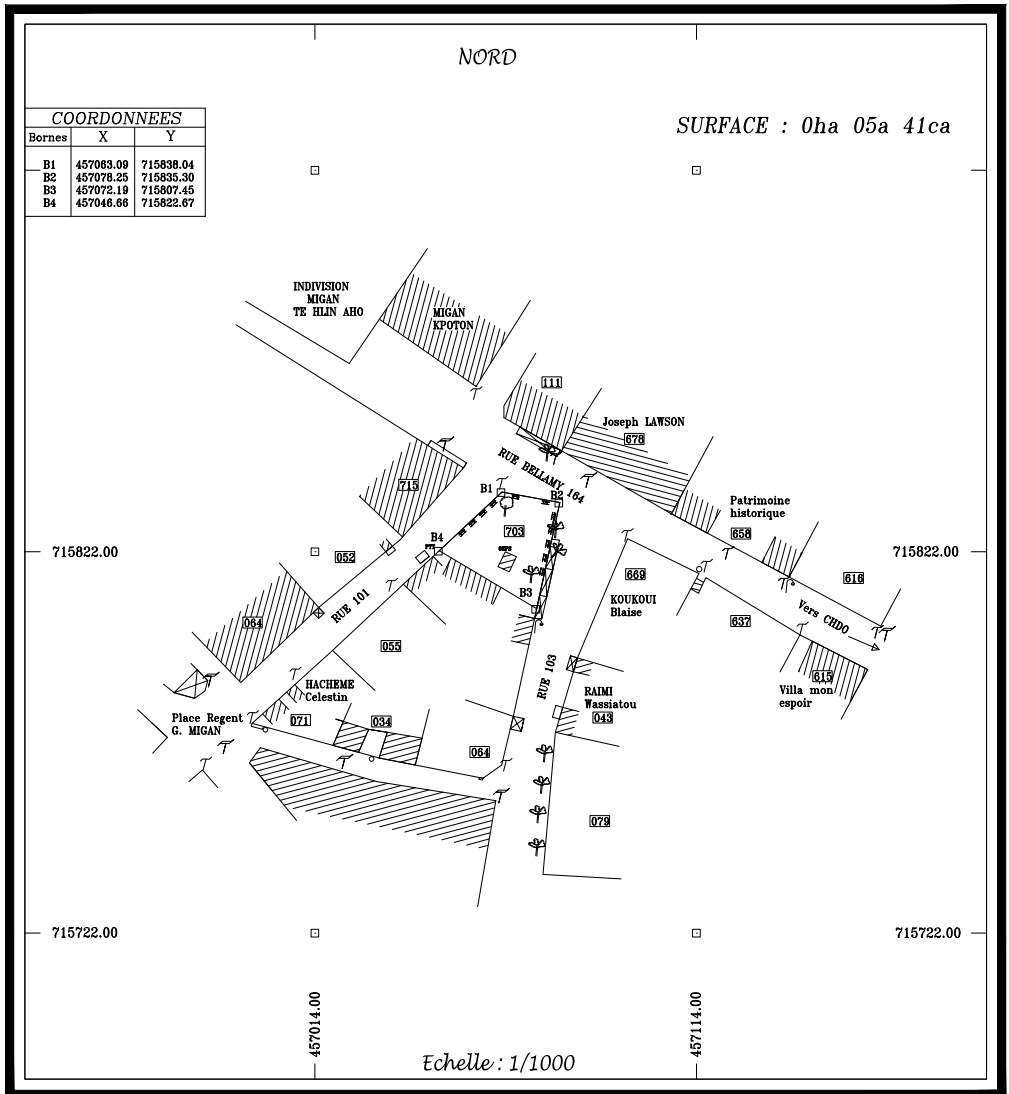 NORD
COORDONNEES
Bornes X Y
B1 457063.09 715838.04
B2 457078.25 715835.30
B3 457072.19 715807.45
B4 457046.66 715822.67
SURFACE : 0ha 05a 41ca
INDIVISION
MIGAN
TE HLIN AHO
MIGAN
KPOTON
111
Joseph LAWSON
678
RUE BELLAMY 164
715
B1
B2
Patrimoine
historique
703
658
B4
715822.00
715822.00
052
669
616
RUE 101
B3
KOUKOUI
Blaise
Vers CHDO
064
637
055
RUE 103
615
HACHEME
Celestin
RAIMI
Wassiatou
Villa mon
espoir
Place Regent
G. MIGAN
071
034
043
064
079
715722.00
715722.00
457014.00
457114.00
Echelle : 1/1000